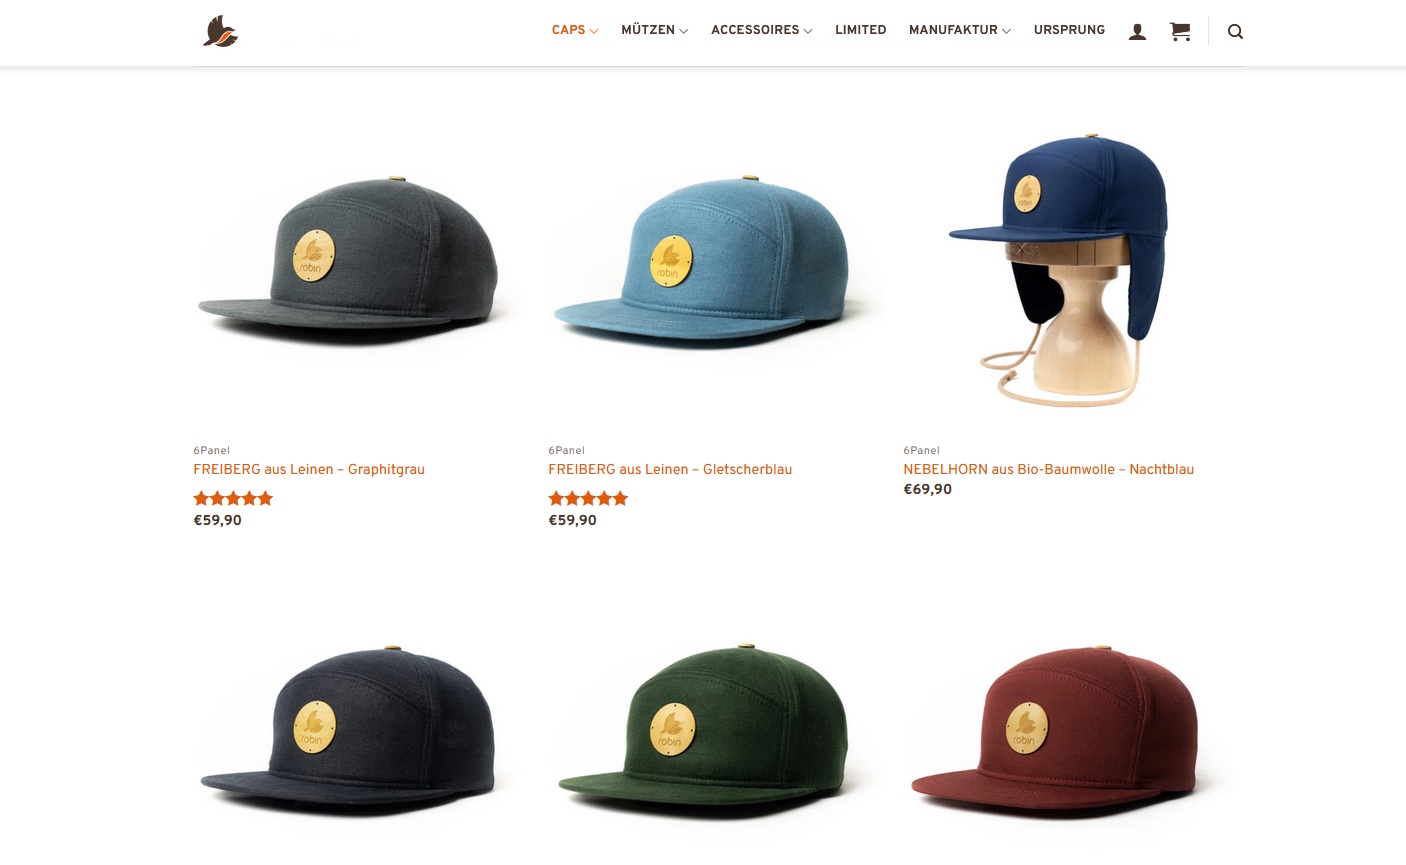 CAPS MÜTZEN ACCESSOIRES LIMITED MANUFAKTUR URSPRUNG
robin
robin
robin
6Panel
FREIBERG aus Leinen – Graphitgrau
€59,90
6Panel
FREIBERG aus Leinen – Gletscherblau
€59,90
6Panel
NEBELHORN aus Bio-Baumwolle – Nachtblau
€69,90
robin
robin
robin